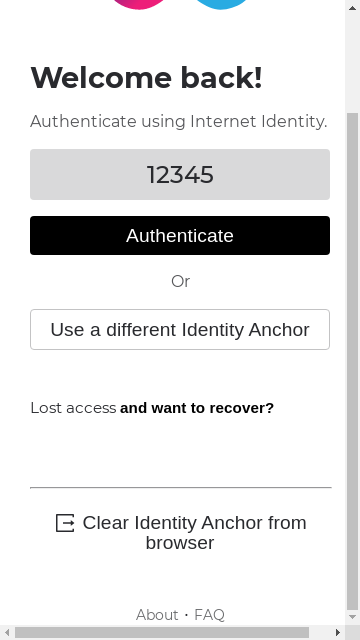 Welcome back!
Authenticate using Internet Identity.
12345
Authenticate
Or
Use a different Identity Anchor
Lost access and want to recover?
Clear Identity Anchor from
browser
About · FAQ